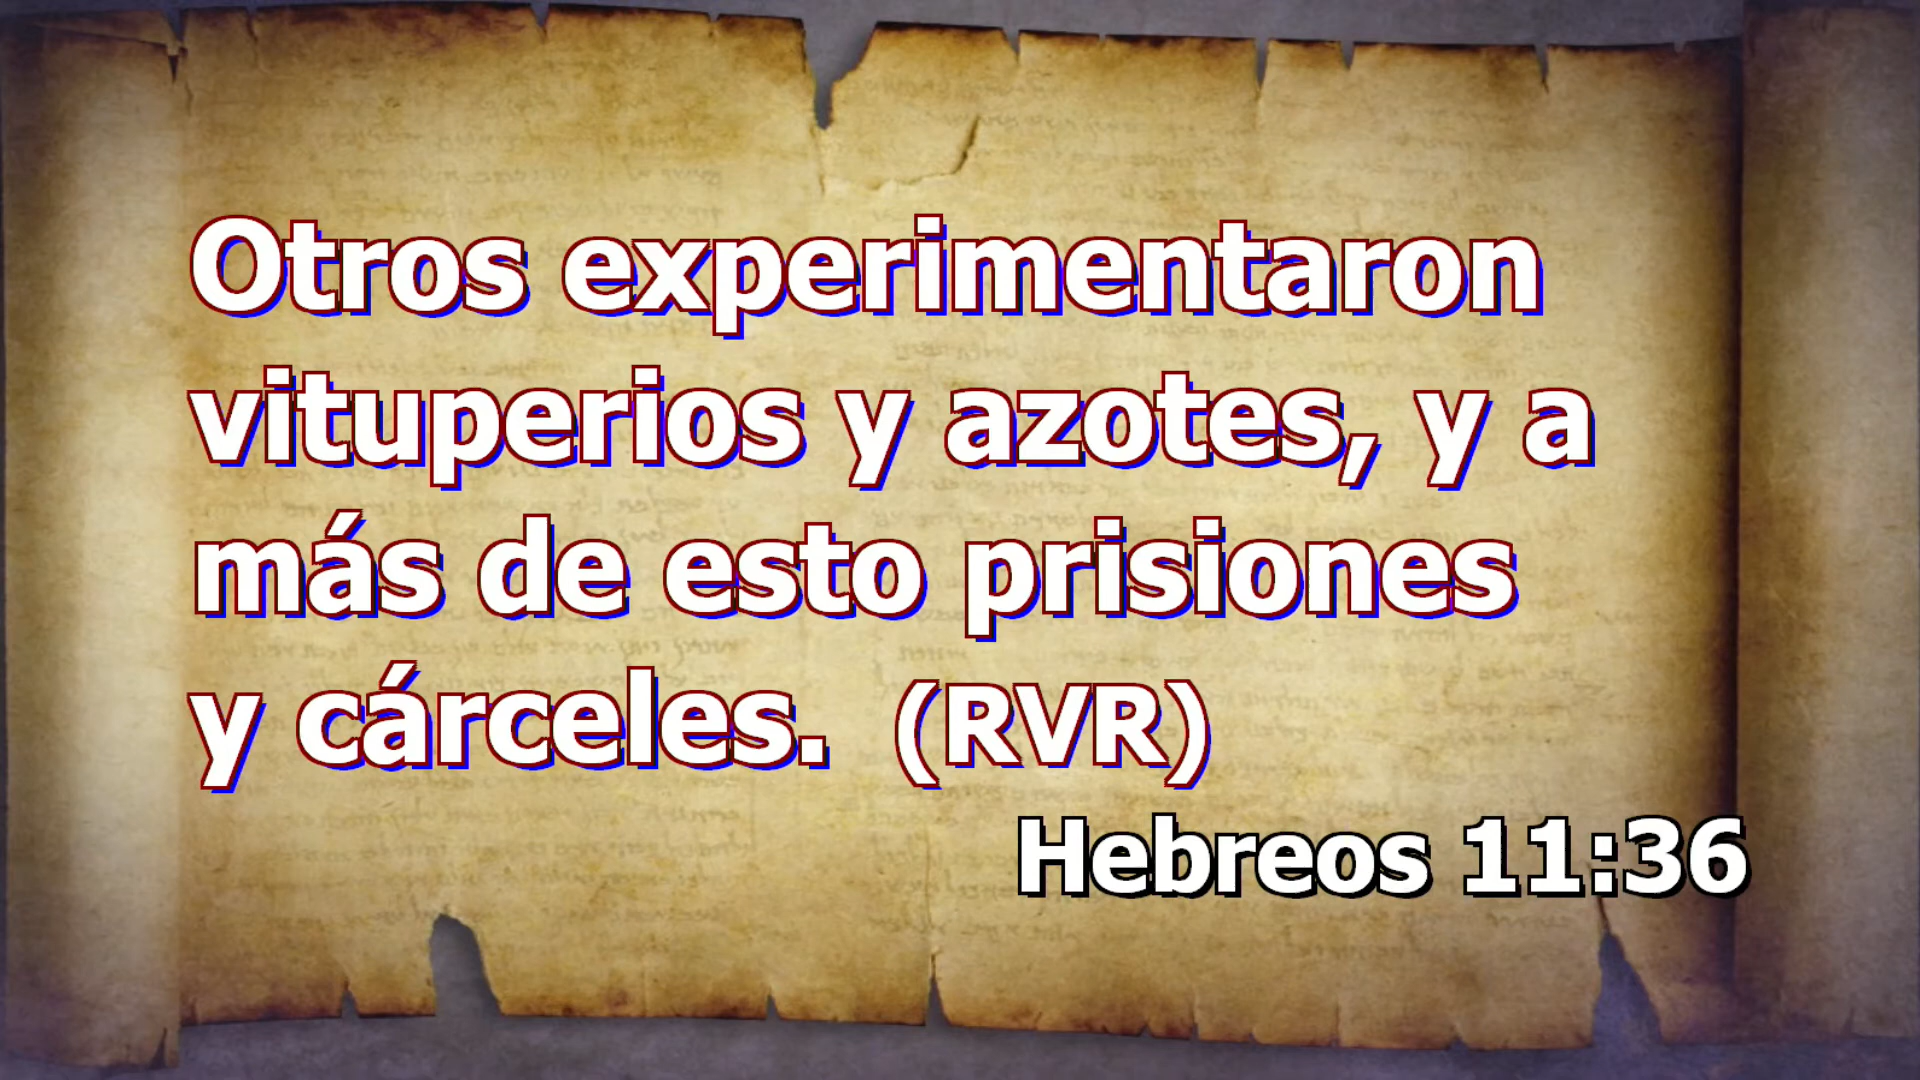 Otros experimentaron
vituperios y azotes, y a
más de esto prisiones
y cárceles. (RVR)
Hebreos 11:36